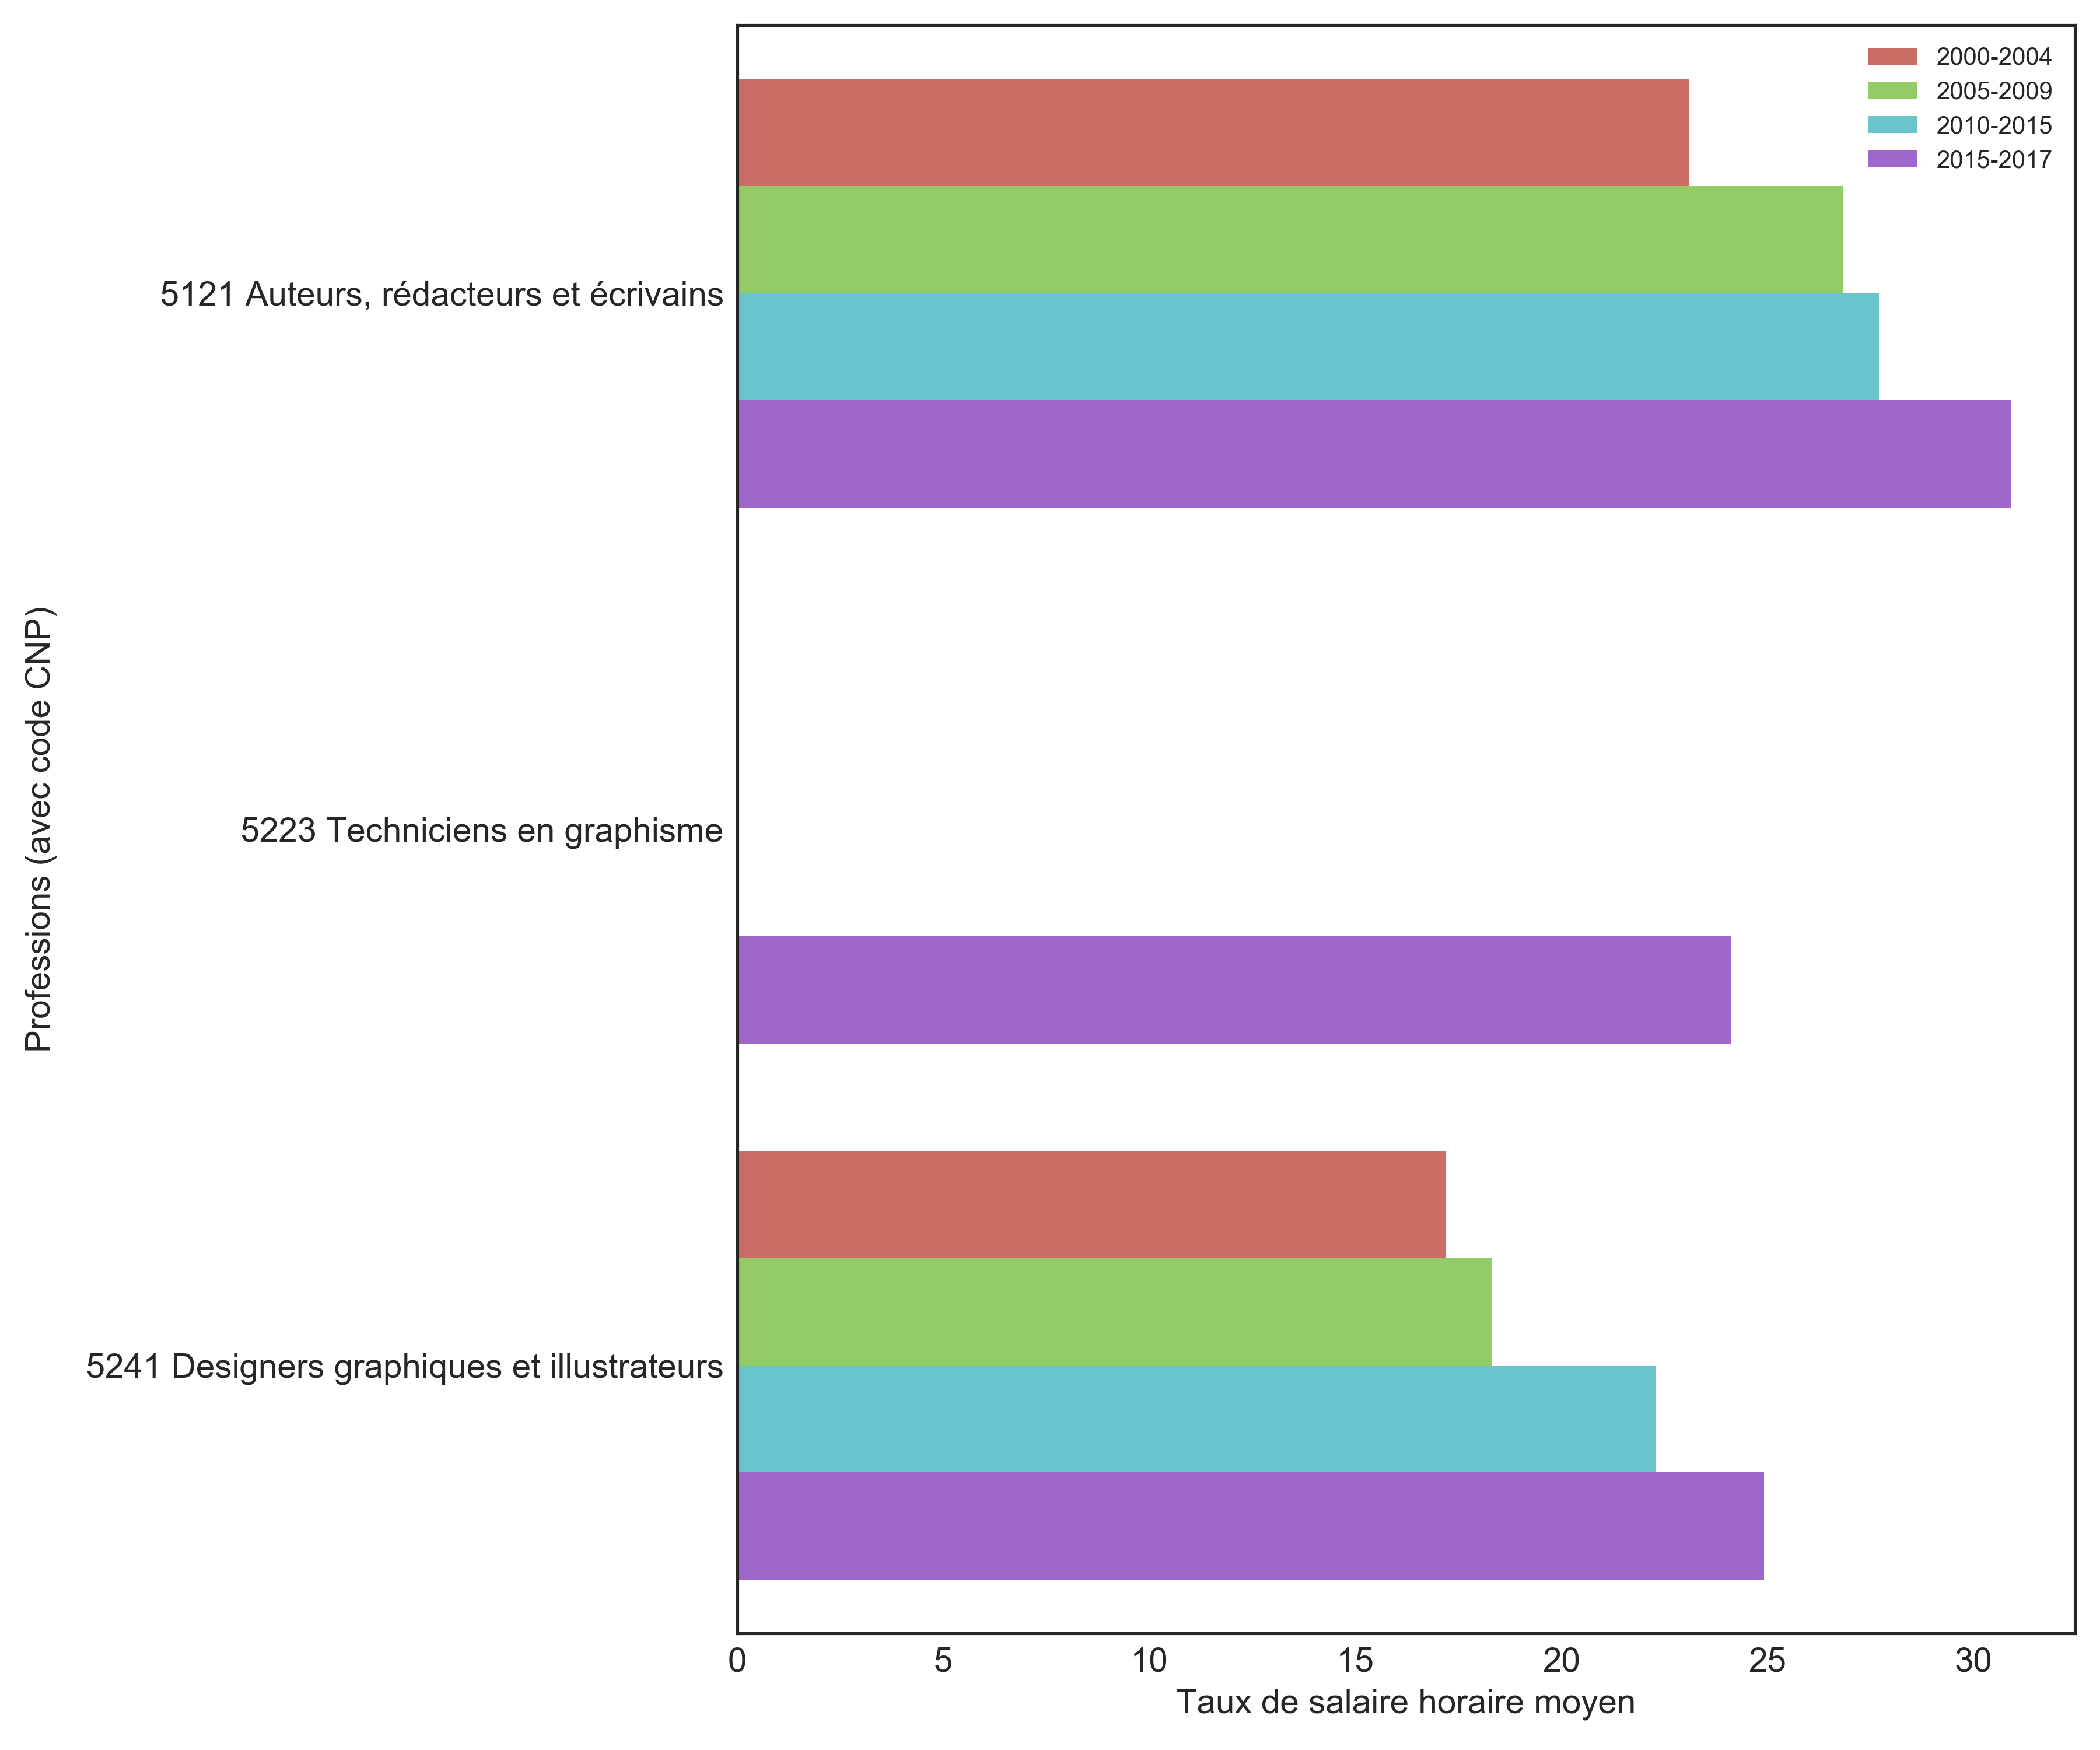 2000-2004
2005-2009
2010-2015
2015-2017
5121 Auteurs, rédacteurs et écrivains
5223 Techniciens en graphisme
5241 Designers graphiques et illustrateurs
Professions (avec code CNP)
0 5 10 15 20 25 30
Taux de salaire horaire moyen